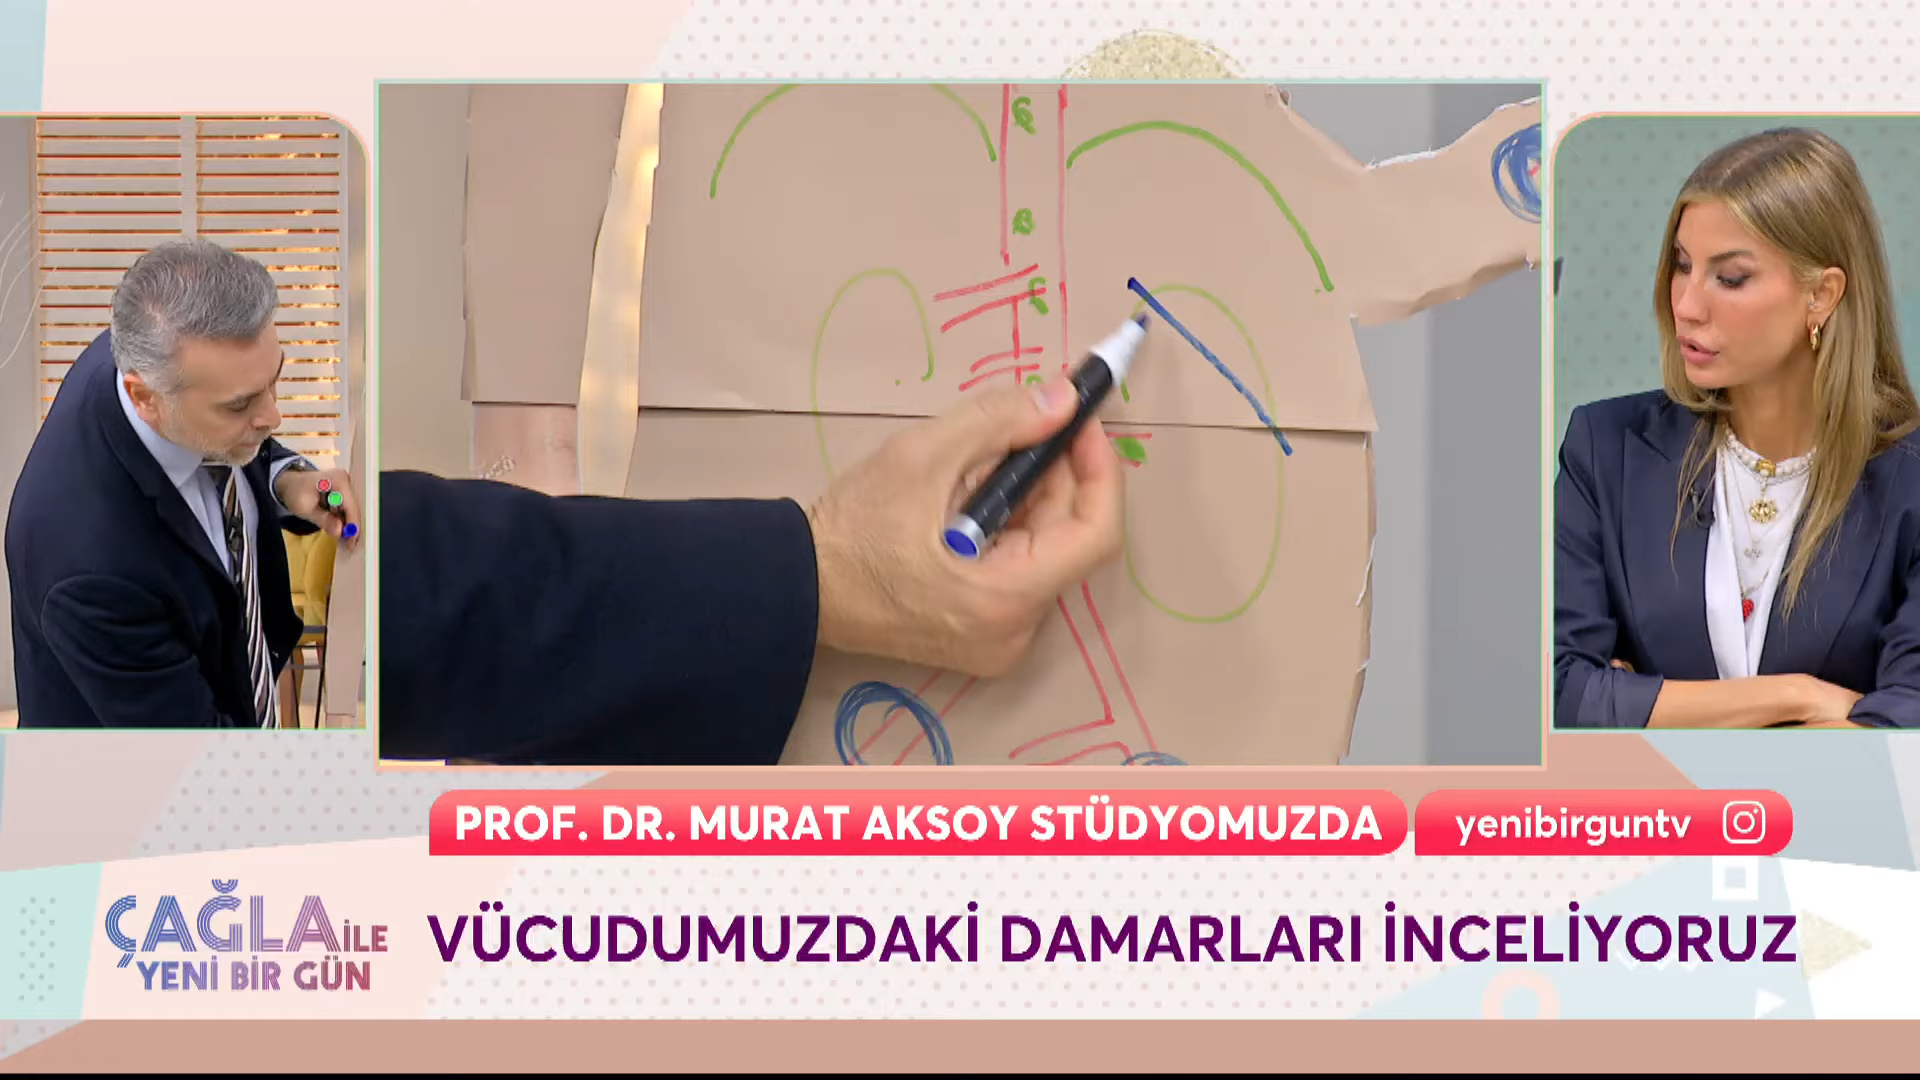 PROF. DR. MURAT AKSOY STÜDYOMUZDA
yenibirguntv
ÇAĞLA İLE
YENİ BİR GÜN
VÜCUDUMUZDAKİ DAMARLARI İNCELİYORUZ